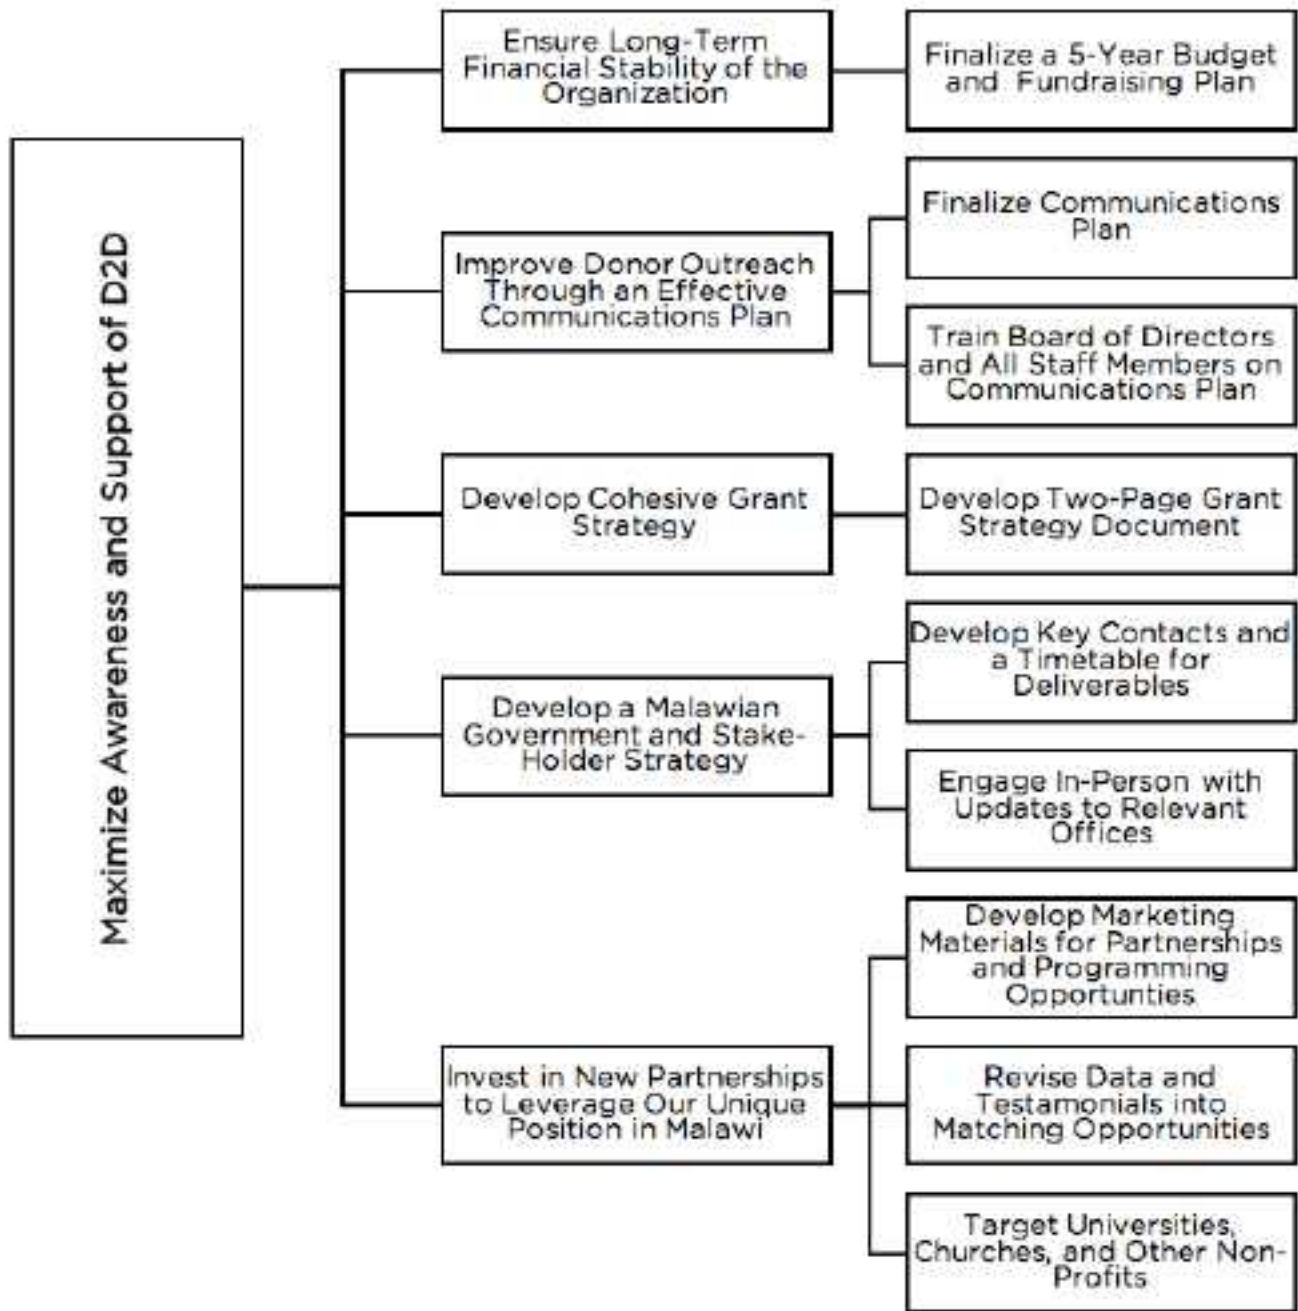 Maximize Awareness and Support of D2D
Ensure Long-Term
Financial Stability of the
Organization
Finalize a 5-Year Budget
and Fundraising Plan
Improve Donor Outreach
Through an Effective
Communications Plan
Finalize Communications
Plan
Train Board of Directors
and All Staff Members on
Communications Plan
Develop Cohesive Grant
Strategy
Develop Two-Page Grant
Strategy Document
Develop a Malawian
Government and Stake-
Holder Strategy
Develop Key Contacts and
a Timetable for
Deliverables
Engage In-Person with
Updates to Relevant
Offices
Invest in New Partnerships
to Leverage Our Unique
Position in Malawi
Develop Marketing
Materials for Partnerships
and Programming
Opportunties
Revise Data and
Testamonials into
Matching Opportunities
Target Universities,
Churches, and Other Non-
Profits